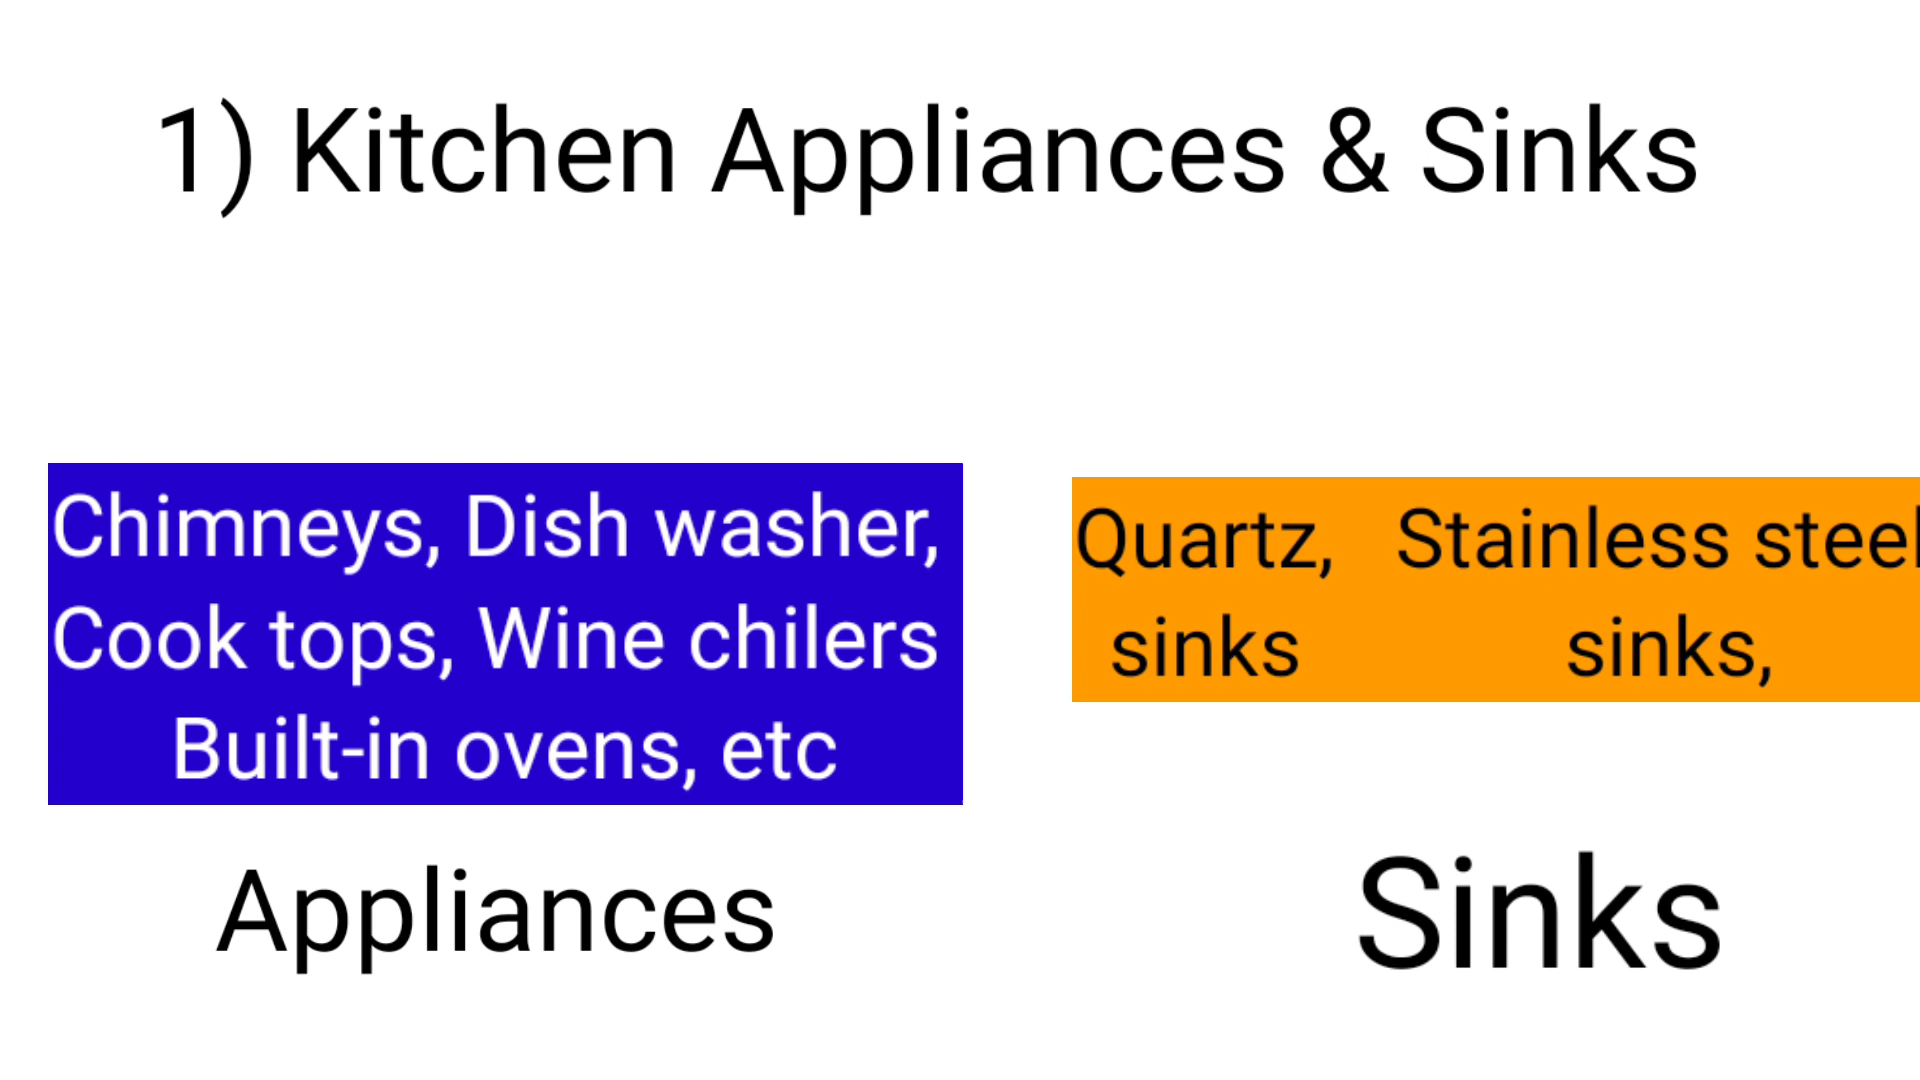 1) Kitchen Appliances & Sinks
Chimneys, Dish washer,
Cook tops, Wine chilers
Built-in ovens, etc
Appliances
Quartz, Stainless steel
sinks sinks,
Sinks